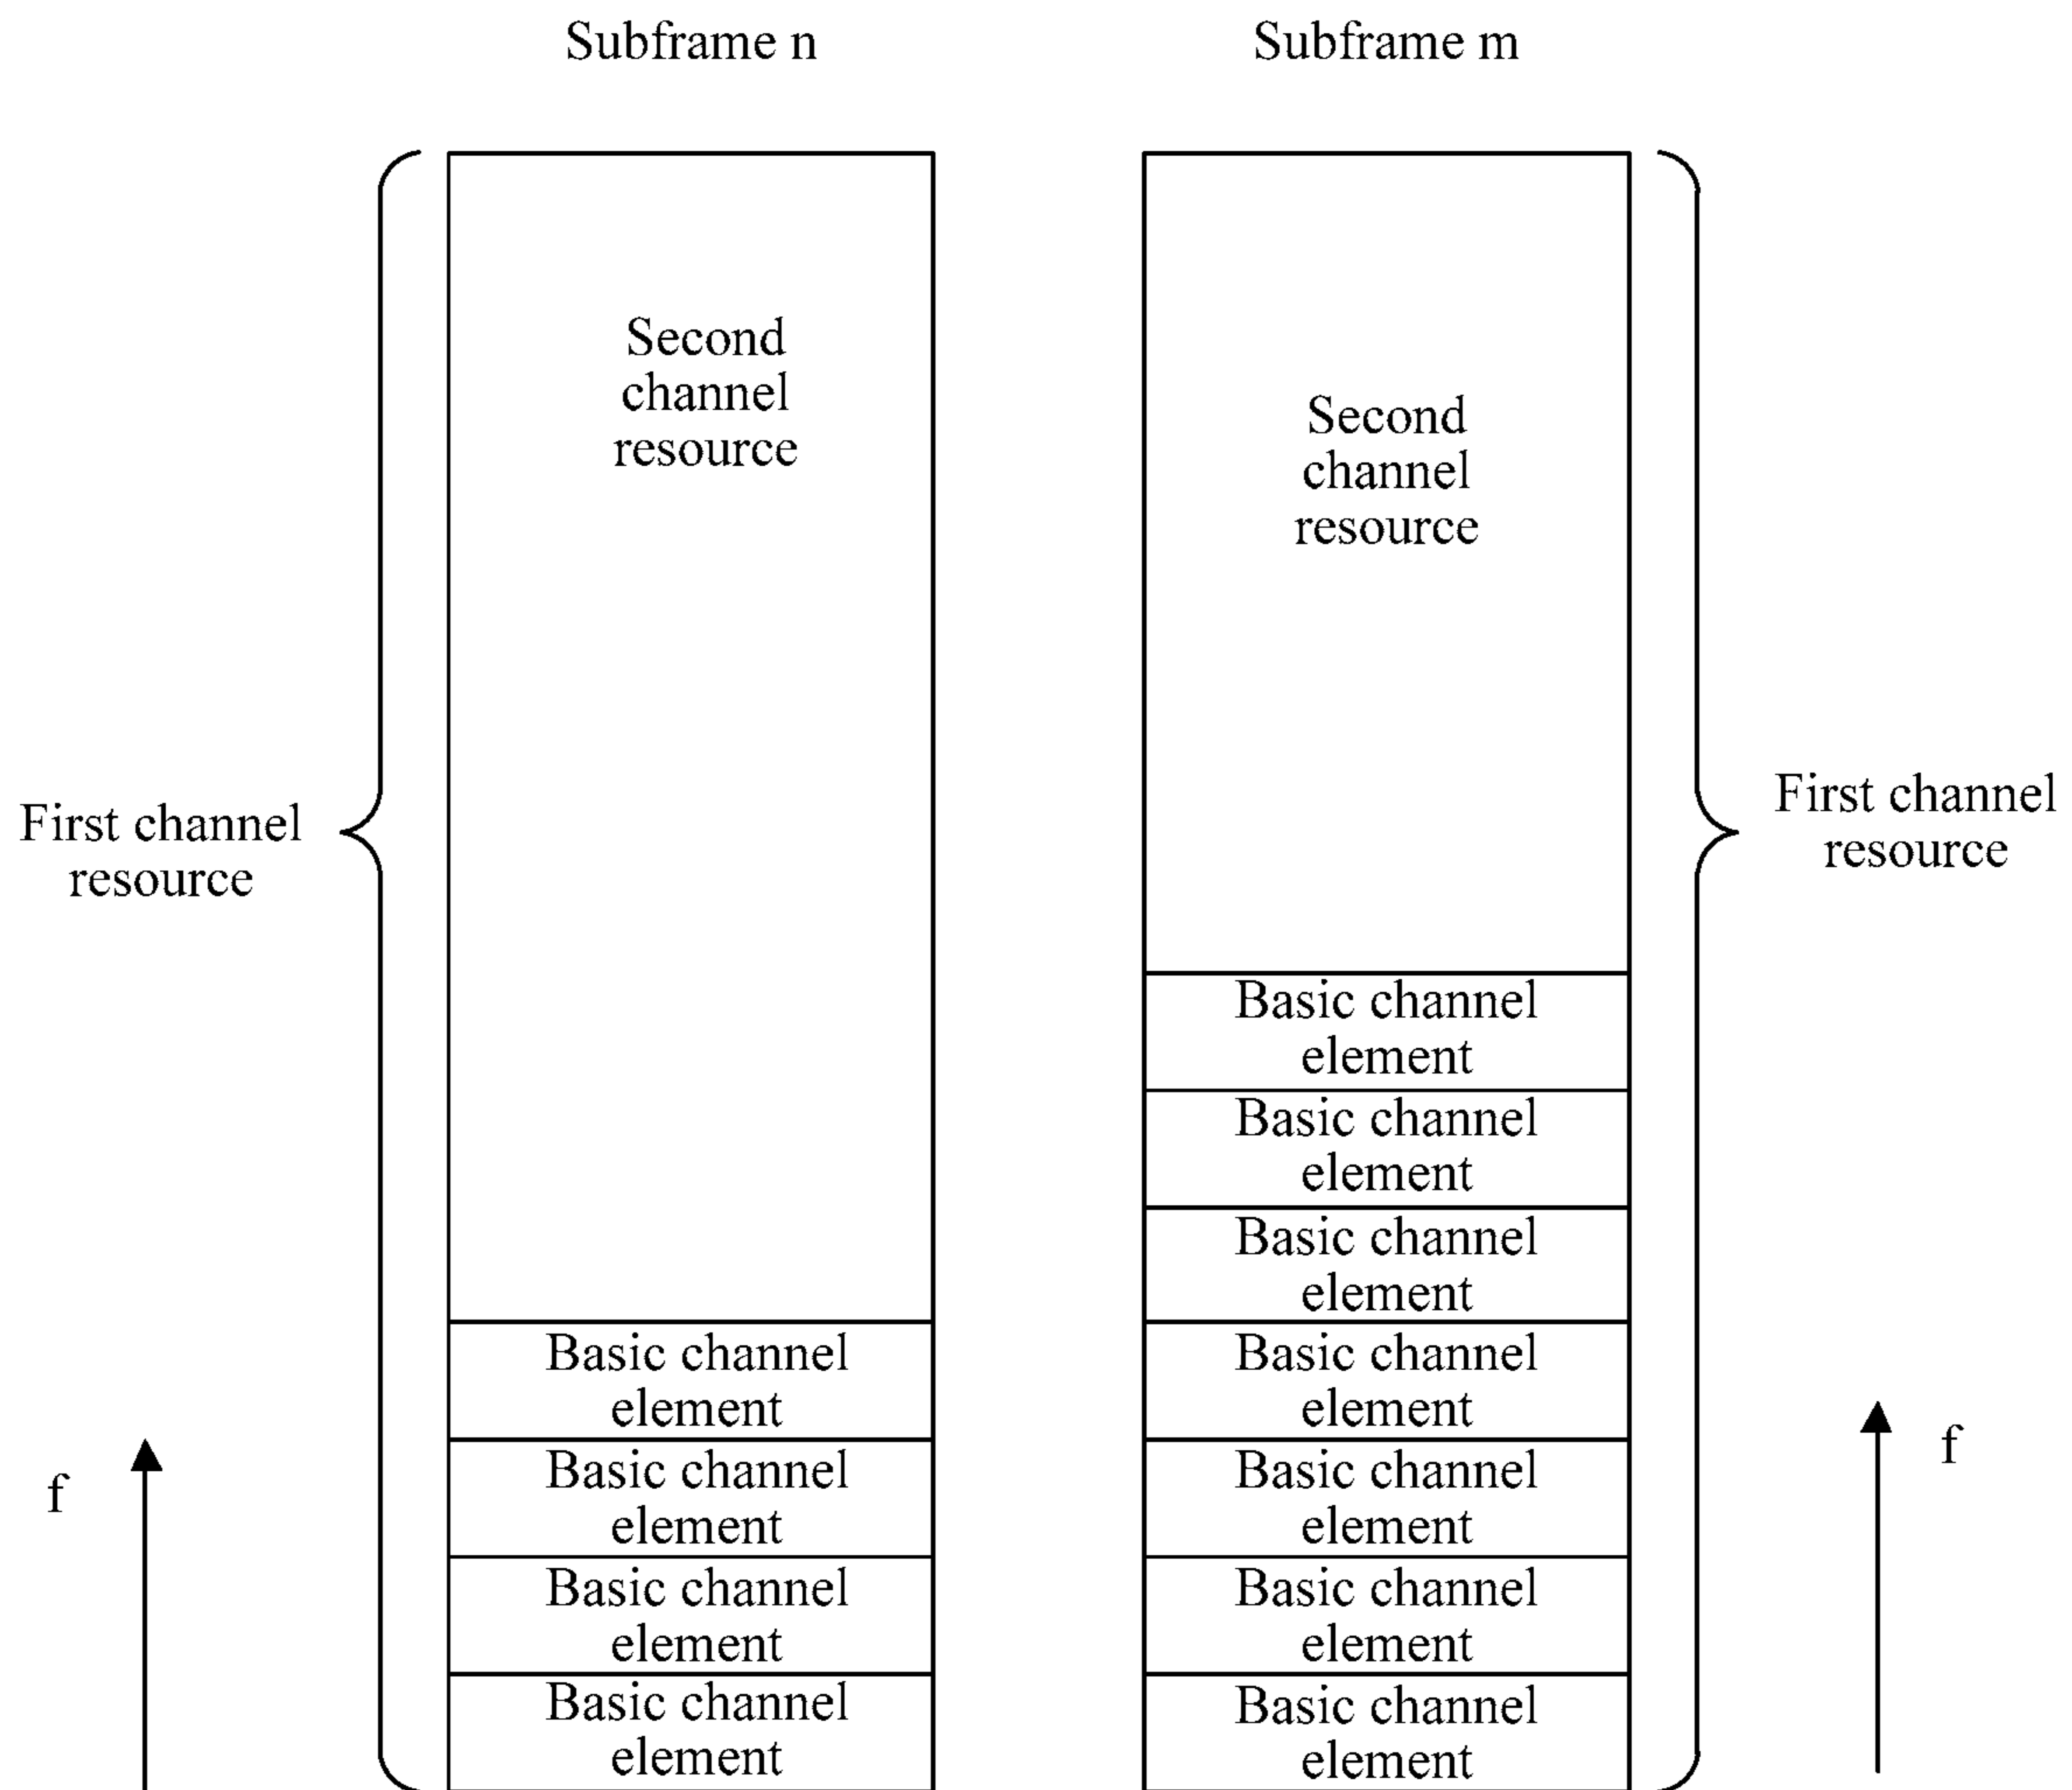 Subframe n
Subframe m
Second
channel
resource
Second
channel
resource
First channel
resource
First channel
resource
Basic channel
element
Basic channel
element
Basic channel
element
Basic channel
element
Basic channel
element
Basic channel
element
Basic channel
element
Basic channel
element
Basic channel
element
Basic channel
element
Basic channel
element
f
f